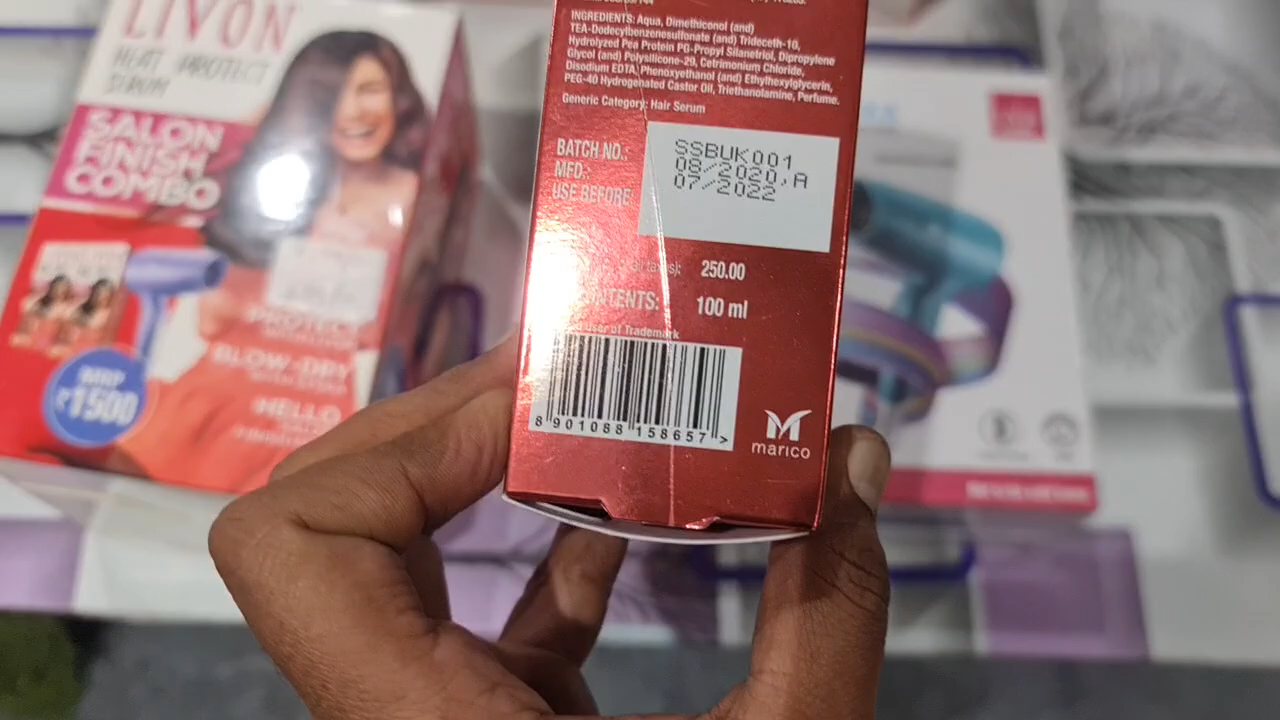 LIVON
HEAT PROTECT
SERUM
SALON
FINISH
COMBO
MRP
₹1500
PROTECT
BLOW-DRY
HELLO
INGREDIENTS: Aqua, Dimethiconol (and)
TEA-Dodecylbenzenesulfonate (and) Trideceth-10,
Hydrolyzed Pea Protein PG-Propyl Silanetriol, Dipropylene
Glycol (and) Polysilicone-29, Cetrimonium Chloride,
Disodium EDTA, Phenoxyethanol (and) Ethylhexylglycerin,
PEG-40 Hydrogenated Castor Oil, Triethanolamine, Perfume.
Generic Category: Hair Serum
BATCH NO.: SSBUK001
MFD.: 08/2020,A
USE BEFORE: 07/2022
250.00
100 ml
user of Trademark
8 901088 158657 >
marico